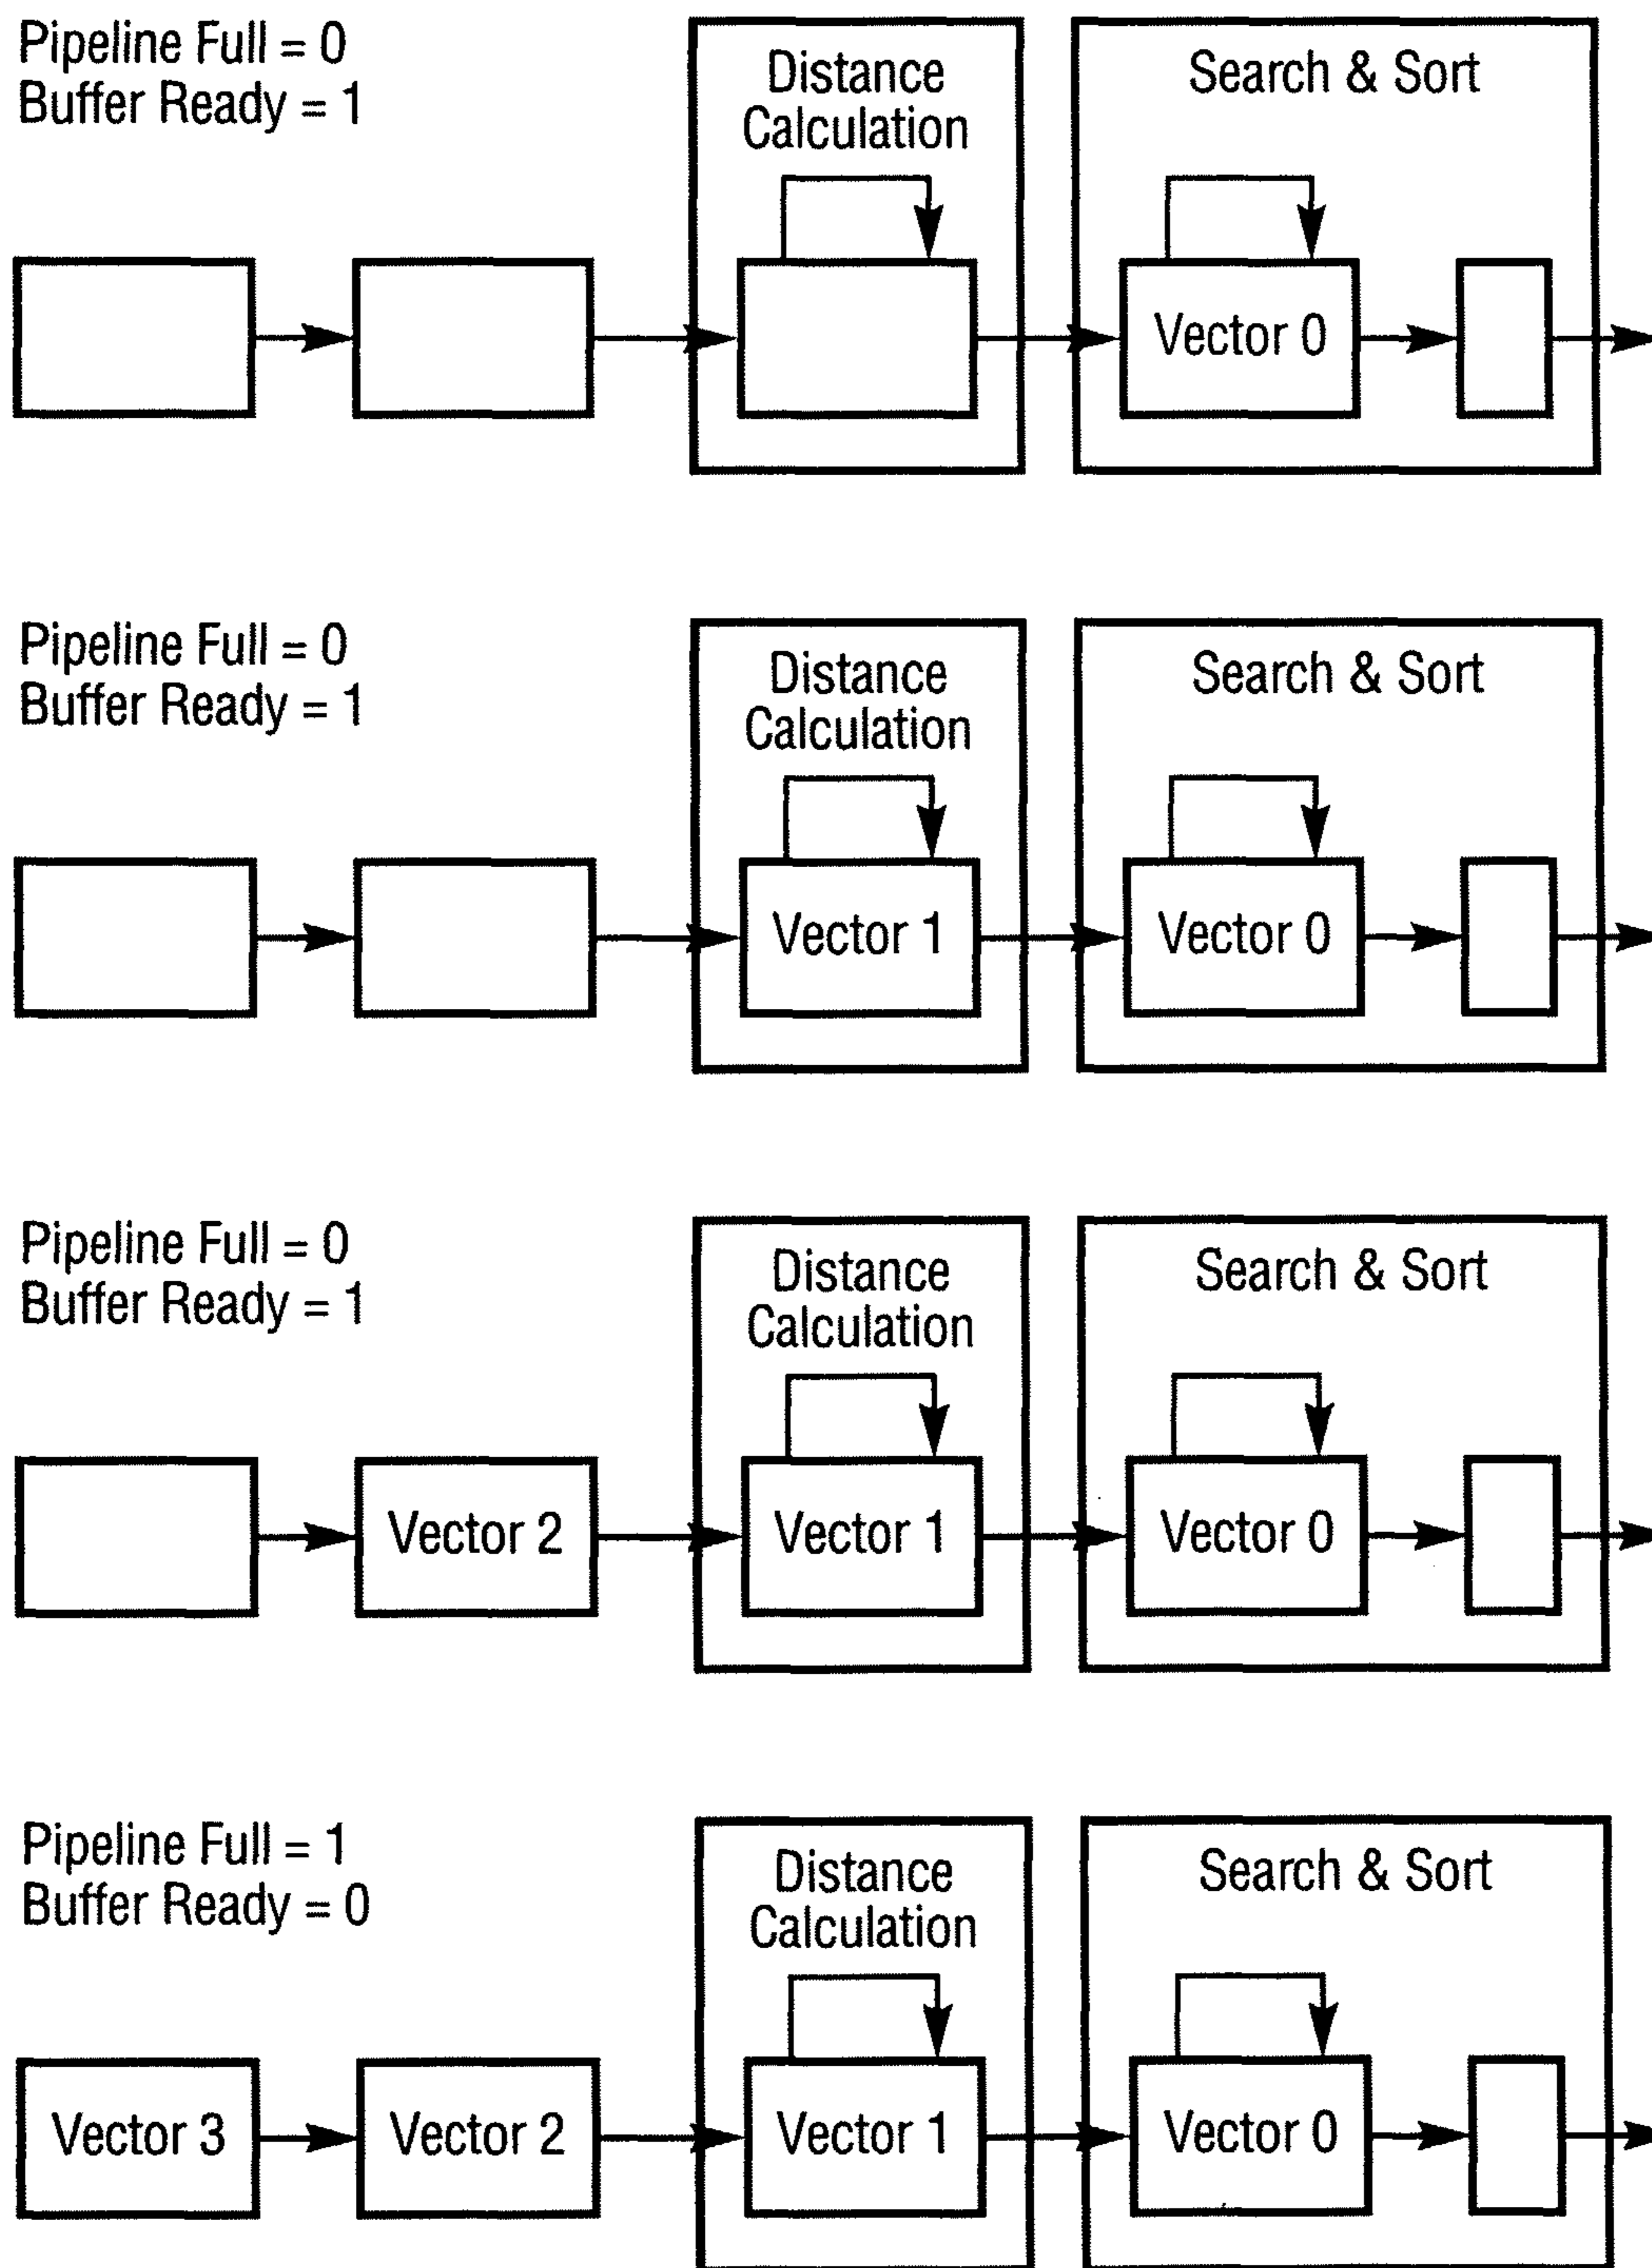 Pipeline Full = 0
Buffer Ready = 1
Distance
Calculation
Search & Sort
Vector 0
Pipeline Full = 0
Buffer Ready = 1
Distance
Calculation
Search & Sort
Vector 1
Vector 0
Pipeline Full = 0
Buffer Ready = 1
Distance
Calculation
Search & Sort
Vector 2
Vector 1
Vector 0
Pipeline Full = 1
Buffer Ready = 0
Distance
Calculation
Search & Sort
Vector 3
Vector 2
Vector 1
Vector 0